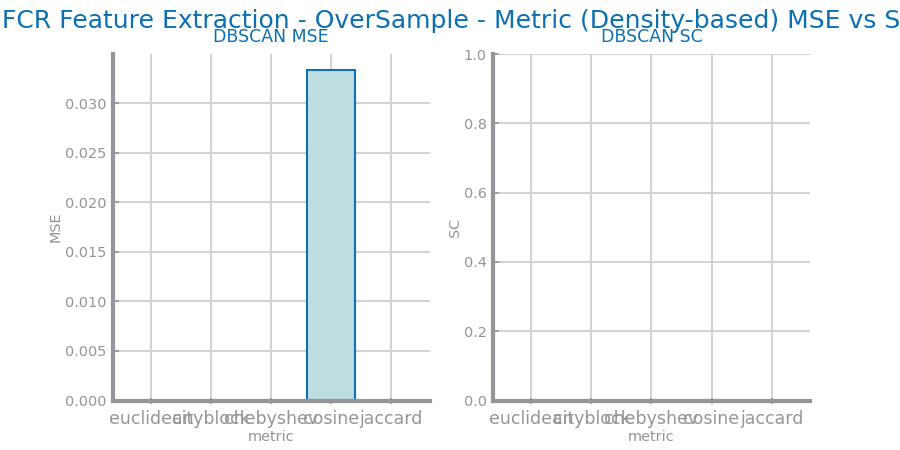 FCR Feature Extraction - OverSample - Metric (Density-based) MSE vs S
DBSCAN MSE
DBSCAN SC
0.030
0.025
0.020
0.015
0.010
0.005
0.000
MSE
euclidean cityblock chebyshev cosine jaccard
metric
1.0
0.8
0.6
0.4
0.2
0.0
SC
euclidean cityblock chebyshev cosine jaccard
metric